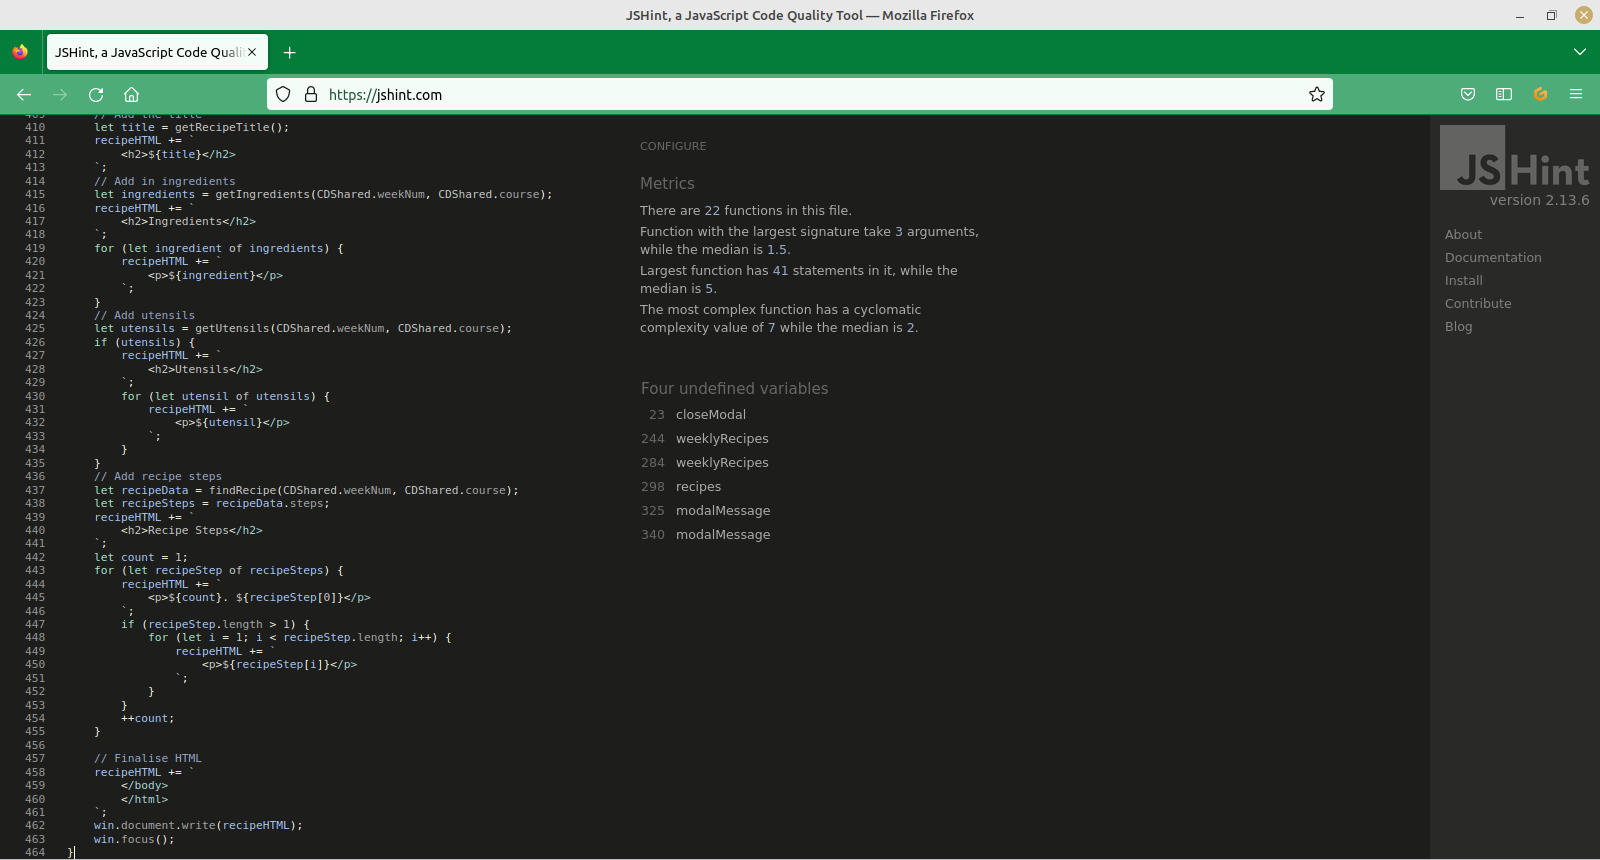 JSHint, a JavaScript Code Quality Tool — Mozilla Firefox
JSHint, a JavaScript Code Quali
https://jshint.com
409 // Add the title
410 let title = getRecipeTitle();
411 recipeHTML += `
412 <h2>${title}</h2>
413 `;
414 // Add in ingredients
415 let ingredients = getIngredients(CDShared.weekNum, CDShared.course);
416 recipeHTML += `
417 <h2>Ingredients</h2>
418 `;
419 for (let ingredient of ingredients) {
420 recipeHTML += `
421 <p>${ingredient}</p>
422 `;
423 }
424 // Add utensils
425 let utensils = getUtensils(CDShared.weekNum, CDShared.course);
426 if (utensils) {
427 recipeHTML += `
428 <h2>Utensils</h2>
429 `;
430 for (let utensil of utensils) {
431 recipeHTML += `
432 <p>${utensil}</p>
433 `;
434 }
435 }
436 // Add recipe steps
437 let recipeData = findRecipe(CDShared.weekNum, CDShared.course);
438 let recipeSteps = recipeData.steps;
439 recipeHTML += `
440 <h2>Recipe Steps</h2>
441 `;
442 let count = 1;
443 for (let recipeStep of recipeSteps) {
444 recipeHTML += `
445 <p>${count}. ${recipeStep[0]}</p>
446 `;
447 if (recipeStep.length > 1) {
448 for (let i = 1; i < recipeStep.length; i++) {
449 recipeHTML += `
450 <p>${recipeStep[i]}</p>
451 `;
452 }
453 }
454 ++count;
455 }
456
457 // Finalise HTML
458 recipeHTML += `
459 </body>
460 </html>
461 `;
462 win.document.write(recipeHTML);
463 win.focus();
464 }
CONFIGURE
Metrics
There are 22 functions in this file.
Function with the largest signature take 3 arguments,
while the median is 1.5.
Largest function has 41 statements in it, while the
median is 5.
The most complex function has a cyclomatic
complexity value of 7 while the median is 2.
Four undefined variables
23 closeModal
244 weeklyRecipes
284 weeklyRecipes
298 recipes
325 modalMessage
340 modalMessage
JSHint
version 2.13.6
About
Documentation
Install
Contribute
Blog